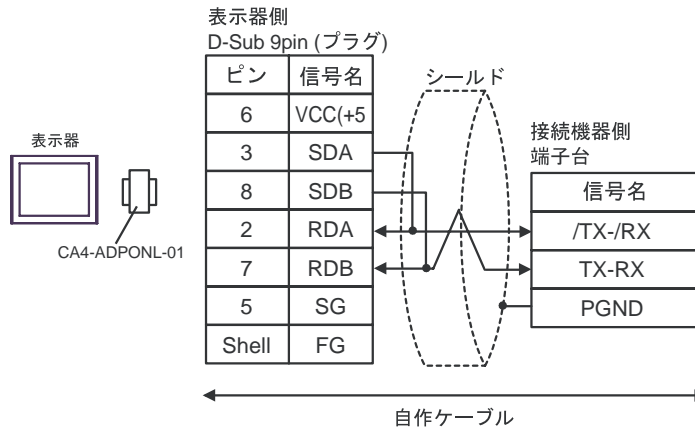 表示器側
D-Sub 9pin (プラグ)
ピン 信号名
6 VCC(+5
3 SDA
8 SDB
2 RDA
7 RDB
5 SG
Shell FG
シールド
接続機器側
端子台
信号名
/TX-/RX
TX-RX
PGND
表示器
CA4-ADPONL-01
自作ケーブル